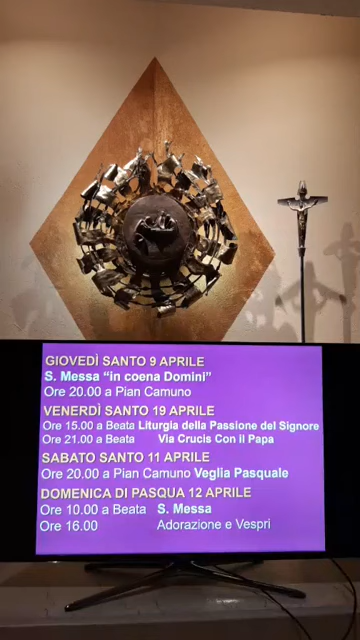 GIOVEDÌ SANTO 9 APRILE
S. Messa “in coena Domini”
Ore 20.00 a Pian Camuno
VENERDÌ SANTO 19 APRILE
Ore 15.00 a Beata Liturgia della Passione del Signore
Ore 21.00 a Beata Via Crucis Con il Papa
SABATO SANTO 11 APRILE
Ore 20.00 a Pian Camuno Veglia Pasquale
DOMENICA DI PASQUA 12 APRILE
Ore 10.00 a Beata S. Messa
Ore 16.00 Adorazione e Vespri